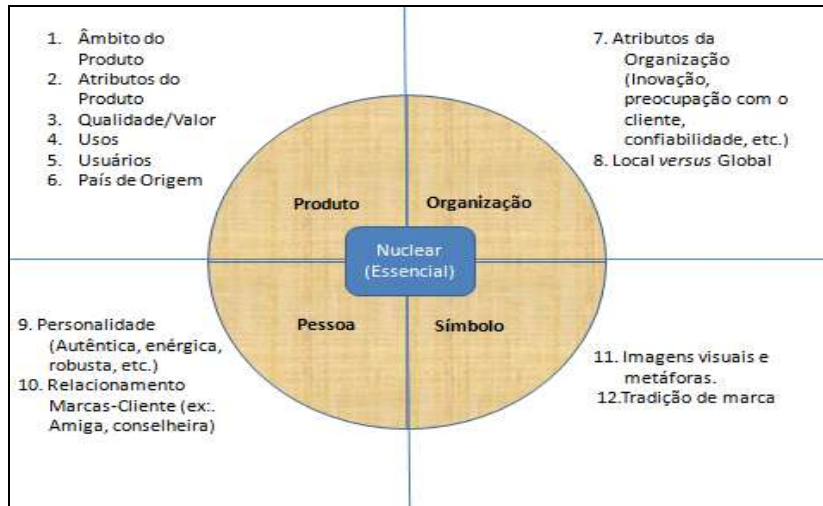 1. Âmbito do
Produto
2. Atributos do
Produto
3. Qualidade/Valor
4. Usos
5. Usuários
6. País de Origem
7. Atributos da
Organização
(Inovação,
preocupação com o
cliente,
confiabilidade, etc.)
8. Local versus Global
Produto
Organização
Nuclear
(Essencial)
Pessoa
Símbolo
9. Personalidade
(Autêntica, enérgica,
robusta, etc.)
10. Relacionamento
Marcas-Cliente (ex:.
Amiga, conselheira)
11. Imagens visuais e
metáforas.
12.Tradição de marca